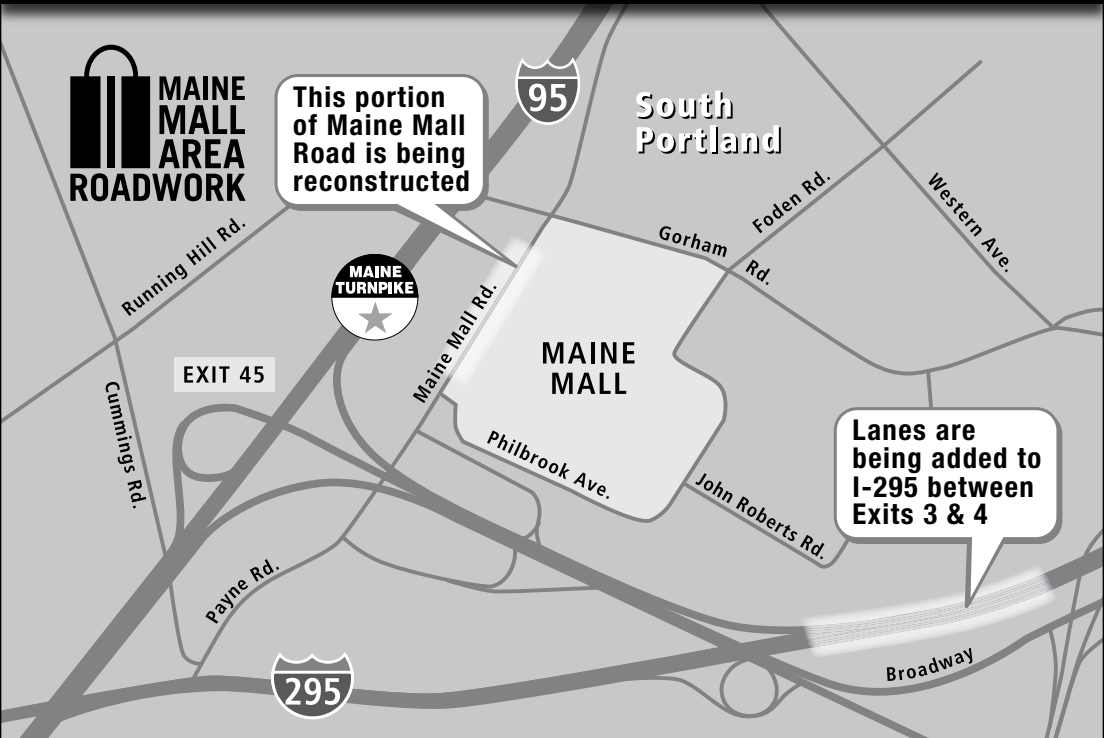 MAINE
MALL
AREA
ROADWORK
This portion
of Maine Mall
Road is being
reconstructed
95
South
Portland
Running Hill Rd.
MAINE
TURNPIKE
Gorham Rd.
Foden Rd.
Western Ave.
Maine Mall Rd.
MAINE
MALL
EXIT 45
Cummings Rd.
Philbrook Ave.
John Roberts Rd.
Lanes are
being added to
I-295 between
Exits 3 & 4
Payne Rd.
295
Broadway